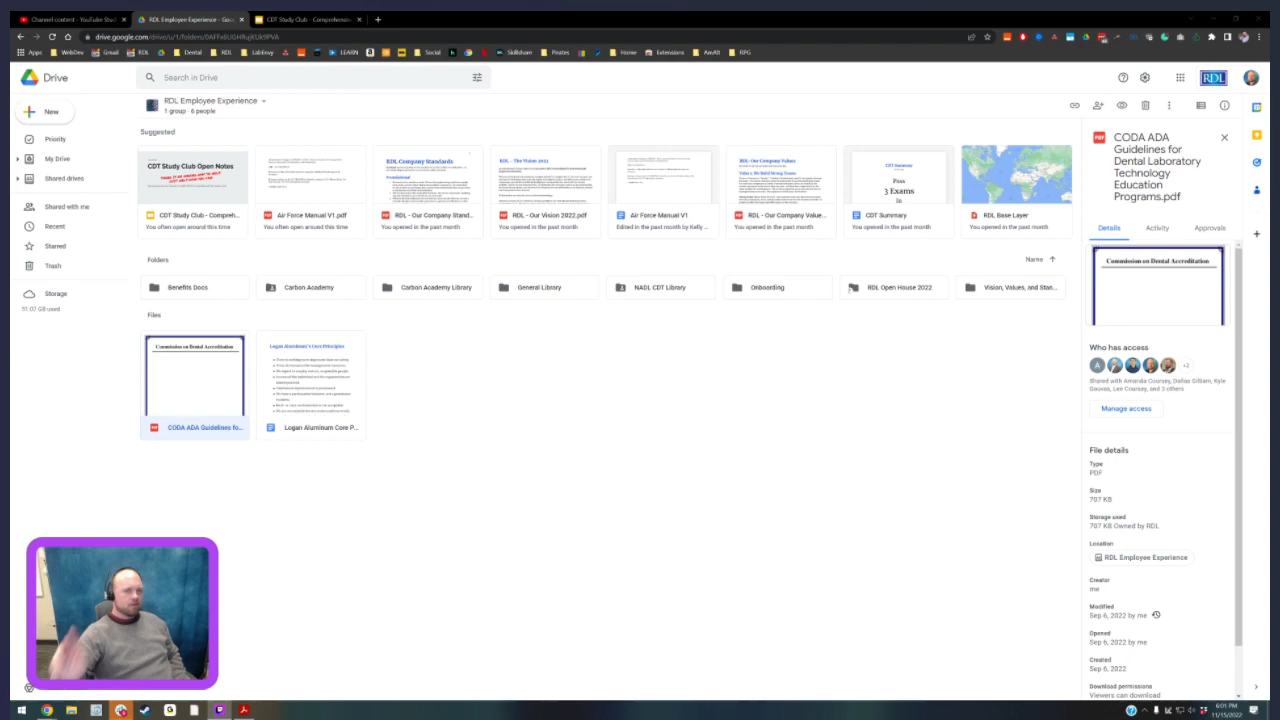 Channel content - YouTube Stud
RDL Employee Experience - Goo
CDT Study Club - Comprehensi
drive.google.com/drive/u/1/folders/
Apps
WebDev
Gmail
RDL
Dental
RDL
LabEnvy
LEARN
Social
Skillsham
Pirates
Home
Extensions
AmAlt
RPG
Drive
Search in Drive
RDL
New
RDL Employee Experience
1 group · 6 people
Priority
My Drive
Shared drives
Shared with me
Recent
Starred
Trash
Storage
51.07 GB used
Suggested
CDT Study Club Open Notes
RDL Company Standards
Foundational
RDL - The Vision 2022
RDL Our Company Values
Value 1: We Build Strong Teams
CDT Summary
Pass
3 Exams
In
CDT Study Club - Compreh...
You often open around this time
Air Force Manual V1.pdf
You often open around this time
RDL - Our Company Stand...
You opened in the past month
RDL - Our Vision 2022.pdf
You opened in the past month
Air Force Manual V1
Edited in the past month by Kelly ...
RDL - Our Company Value...
You opened in the past month
CDT Summary
You opened in the past month
RDL Base Layer
You opened in the past month
Folders
Name
Benefits Docs
Carbon Academy
Carbon Academy Library
General Library
NADL CDT Library
Onboarding
RDL Open House 2022
Vision, Values, and Stan...
Files
Commission on Dental Accreditation
Logan Aluminum's Core Principles
CODA ADA Guidelines fo...
Logan Aluminum Core P...
CODA ADA
Guidelines for
Dental Laboratory
Technology
Education
Programs.pdf
Details
Activity
Approvals
Commission on Dental Accreditation
Who has access
A
+2
Shared with Amanda Coursey, Dallas Gilliam, Kyle
Gouvas, Lee Coursey, and 3 others
Manage access
File details
Type
PDF
Size
707 KB
Storage used
707 KB Owned by RDL
Location
RDL Employee Experience
Creator
me
Modified
Sep 6, 2022 by me
Opened
Sep 6, 2022 by me
Created
Sep 6, 2022
Download permissions
Viewers can download
6:01 PM
11/15/2022